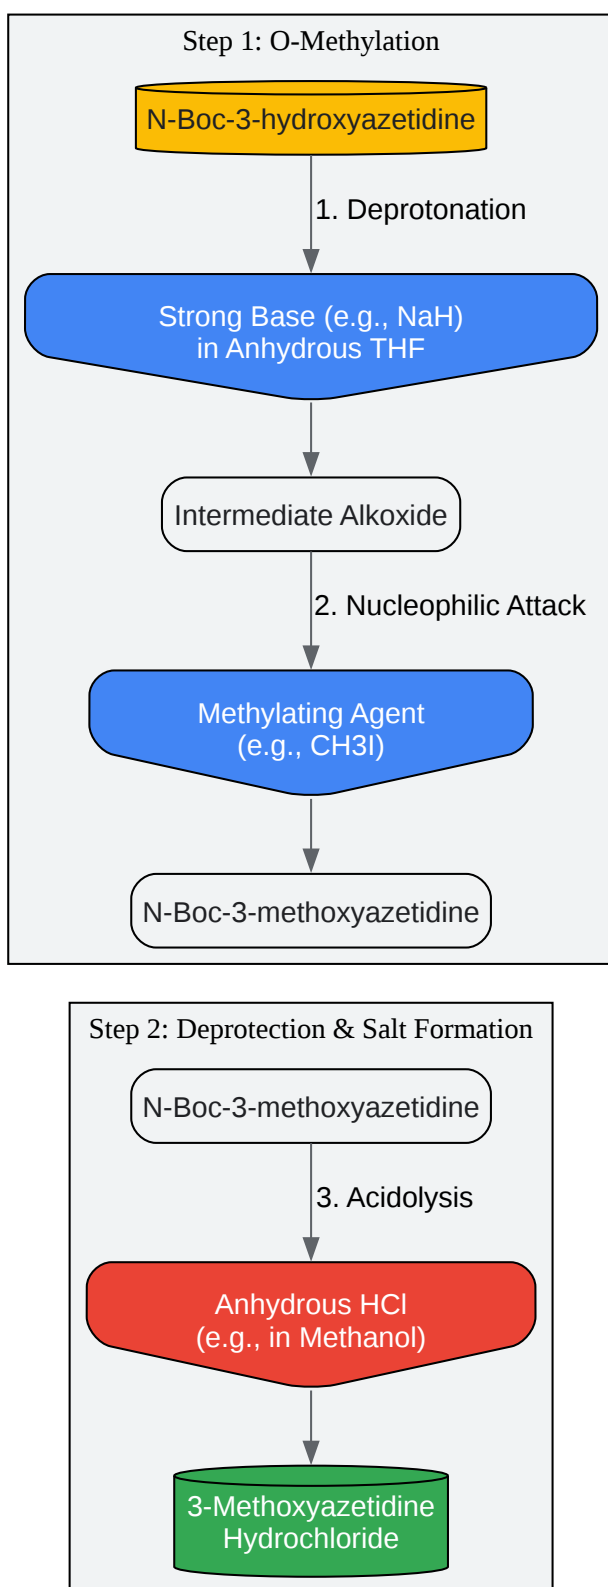 Step 1: O-Methylation
N-Boc-3-hydroxyazetidine
1. Deprotonation
Strong Base (e.g., NaH)
in Anhydrous THF
Intermediate Alkoxide
2. Nucleophilic Attack
Methylating Agent
(e.g., CH3I)
N-Boc-3-methoxyazetidine
Step 2: Deprotection & Salt Formation
N-Boc-3-methoxyazetidine
3. Acidolysis
Anhydrous HCl
(e.g., in Methanol)
3-Methoxyazetidine
Hydrochloride